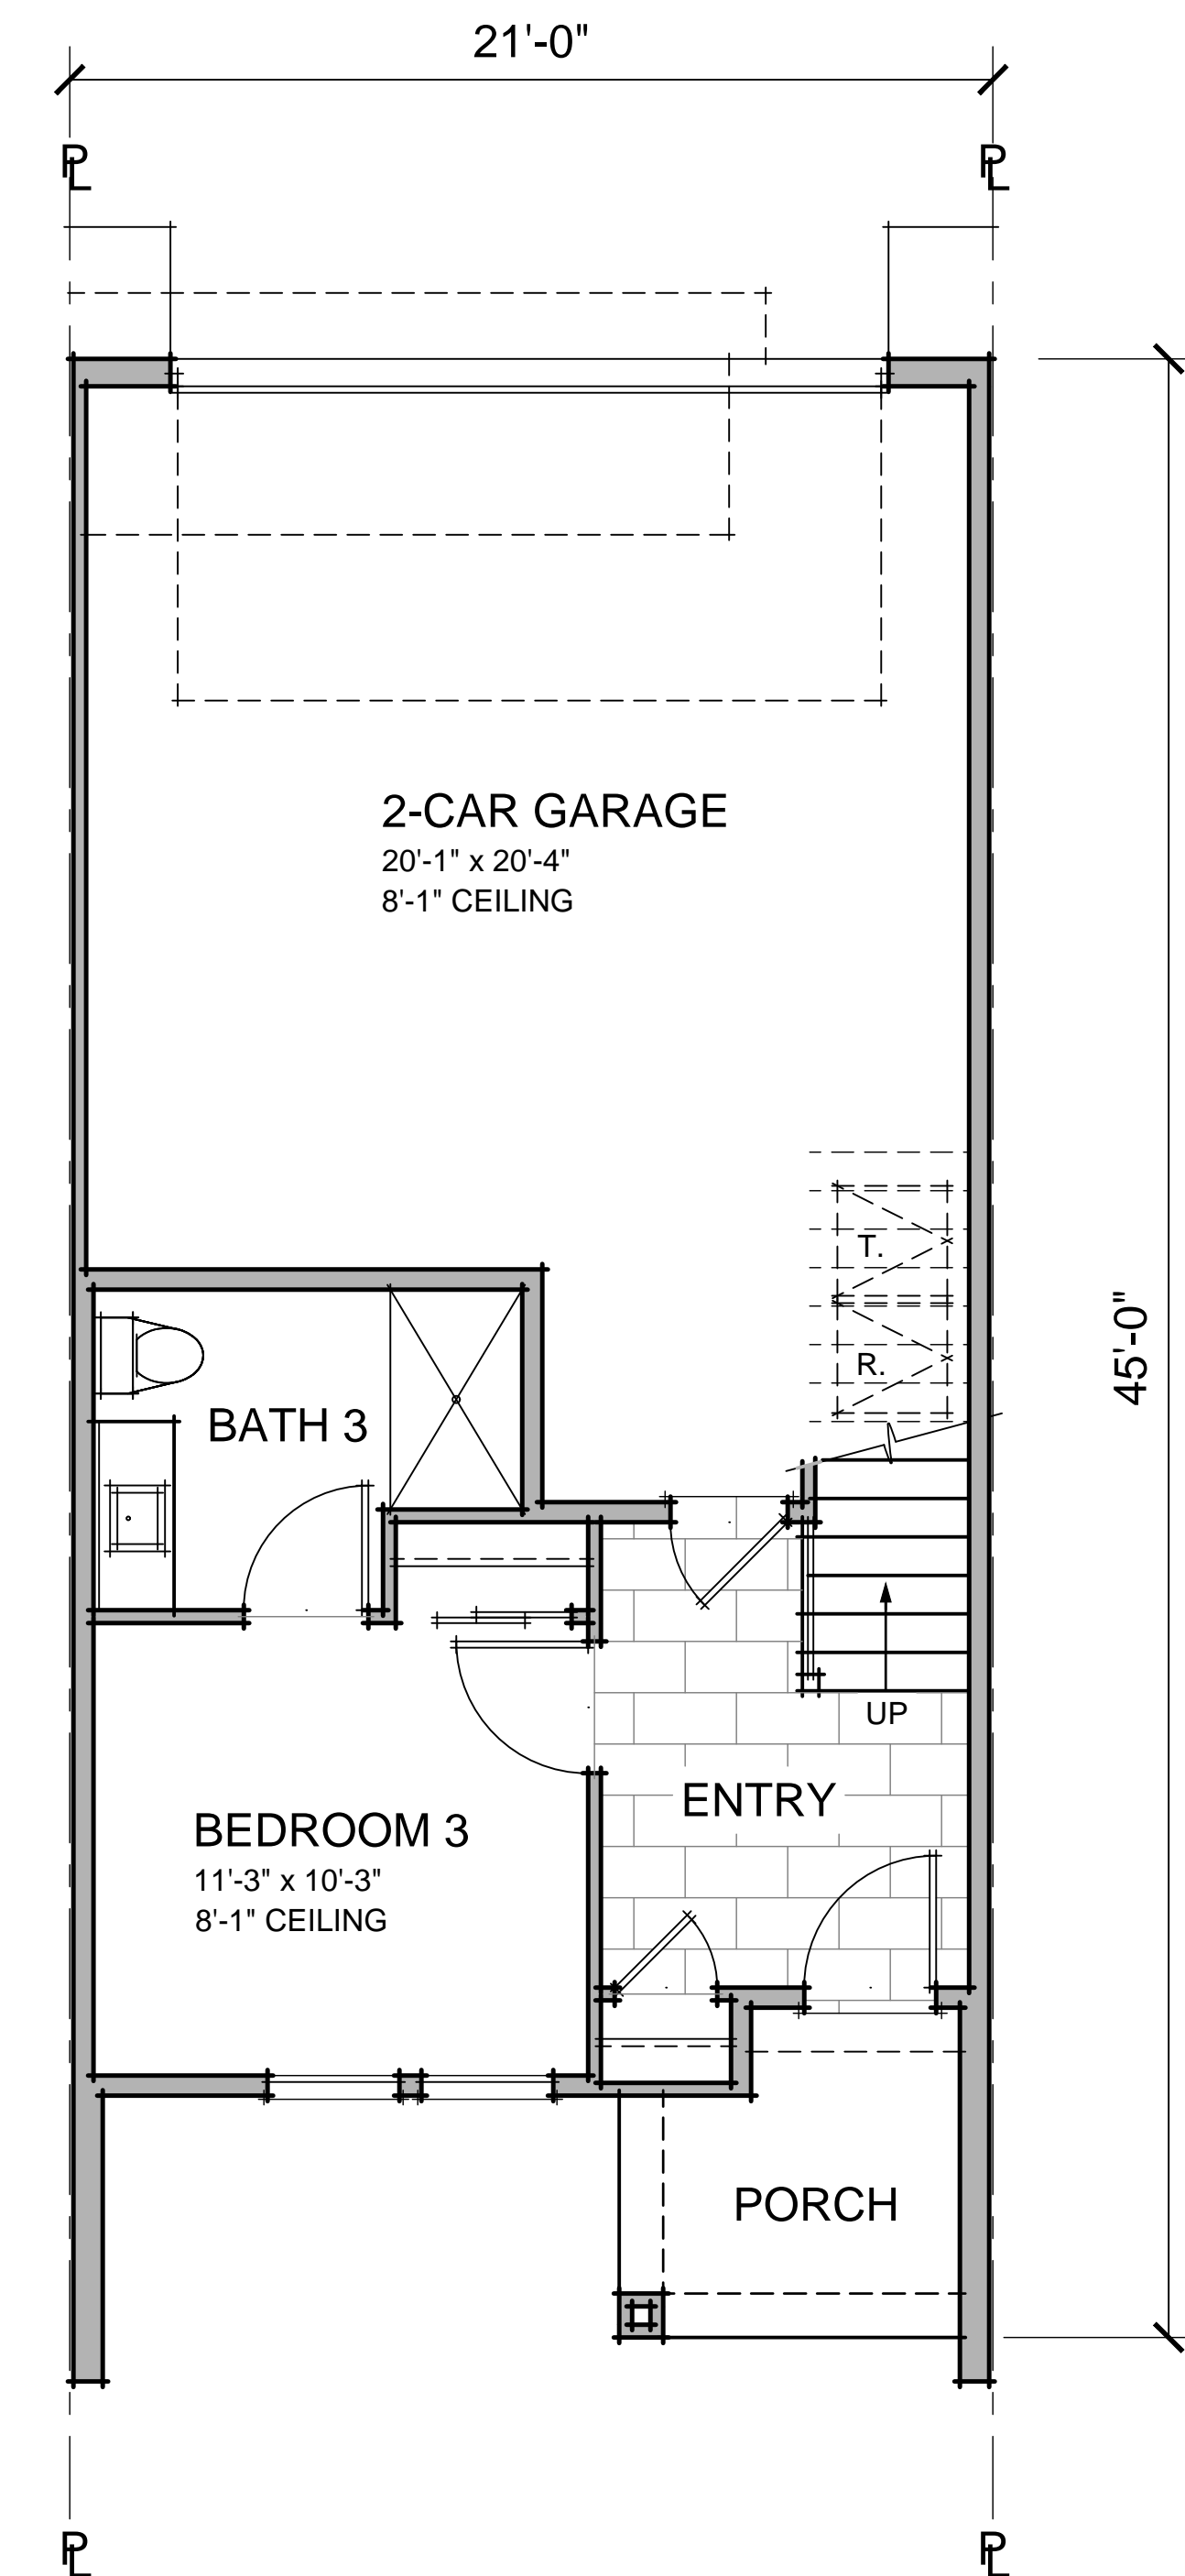 21'-0"
PL
PL
2-CAR GARAGE
20'-1" x 20'-4"
8'-1" CEILING
T.
R.
45'-0"
BATH 3
UP
ENTRY
BEDROOM 3
11'-3" x 10'-3"
8'-1" CEILING
PORCH
PL
PL